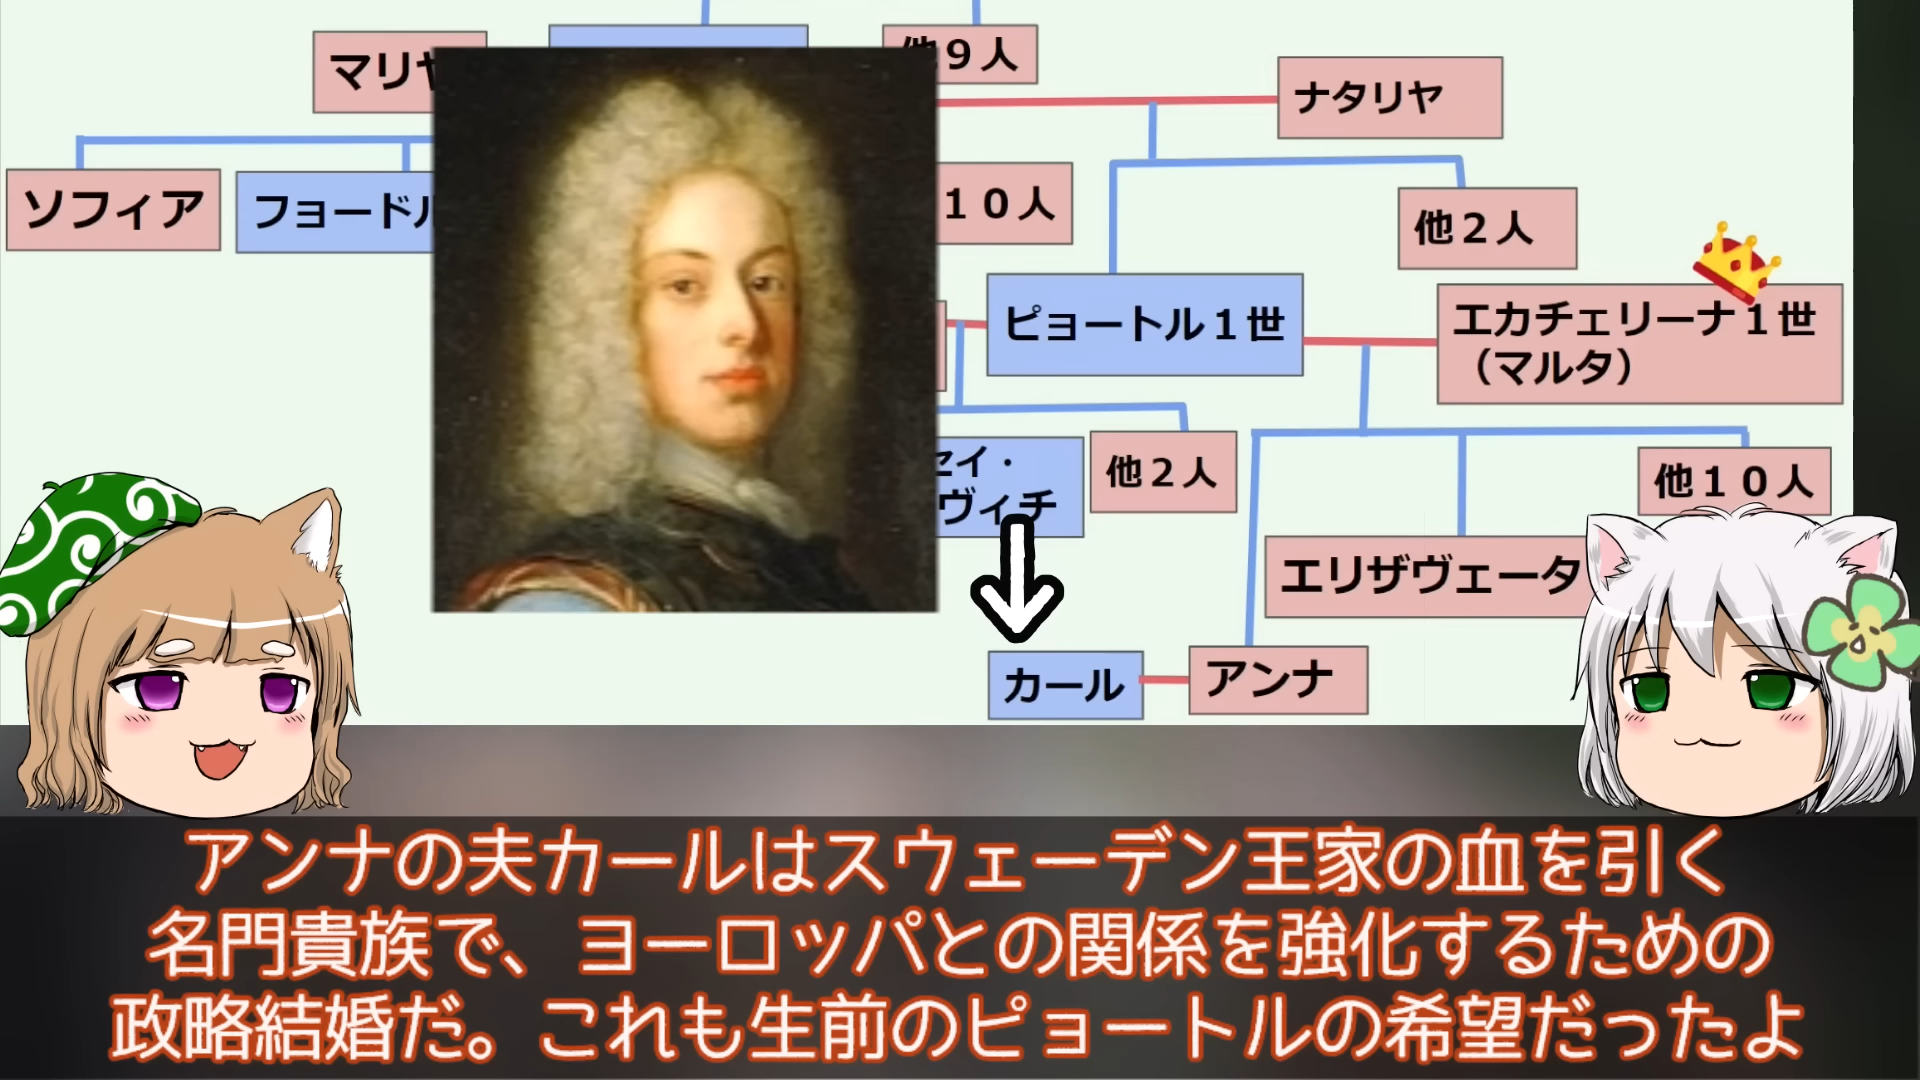 他９人
マリヤ
ナタリヤ
ソフィア
フョードル
１０人
他２人
ピョートル１世
エカチェリーナ１世
（マルタ）
セイ・
ヴィチ
他２人
他１０人
エリザヴェータ
カール
アンナ
アンナの夫カールはスウェーデン王家の血を引く
名門貴族で、ヨーロッパとの関係を強化するための
政略結婚だ。これも生前のピョートルの希望だったよ